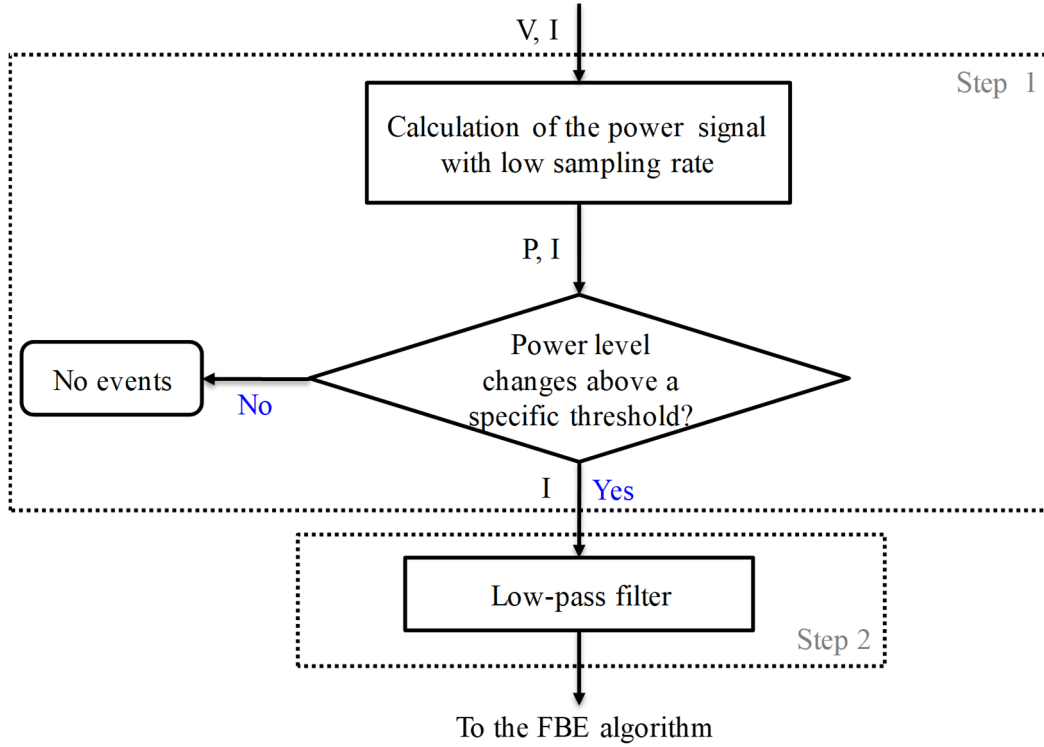 V, I
Step 1
Calculation of the power signal
with low sampling rate
P, I
Power level
changes above a
specific threshold?
No events
No
I
Yes
Low-pass filter
Step 2
To the FBE algorithm